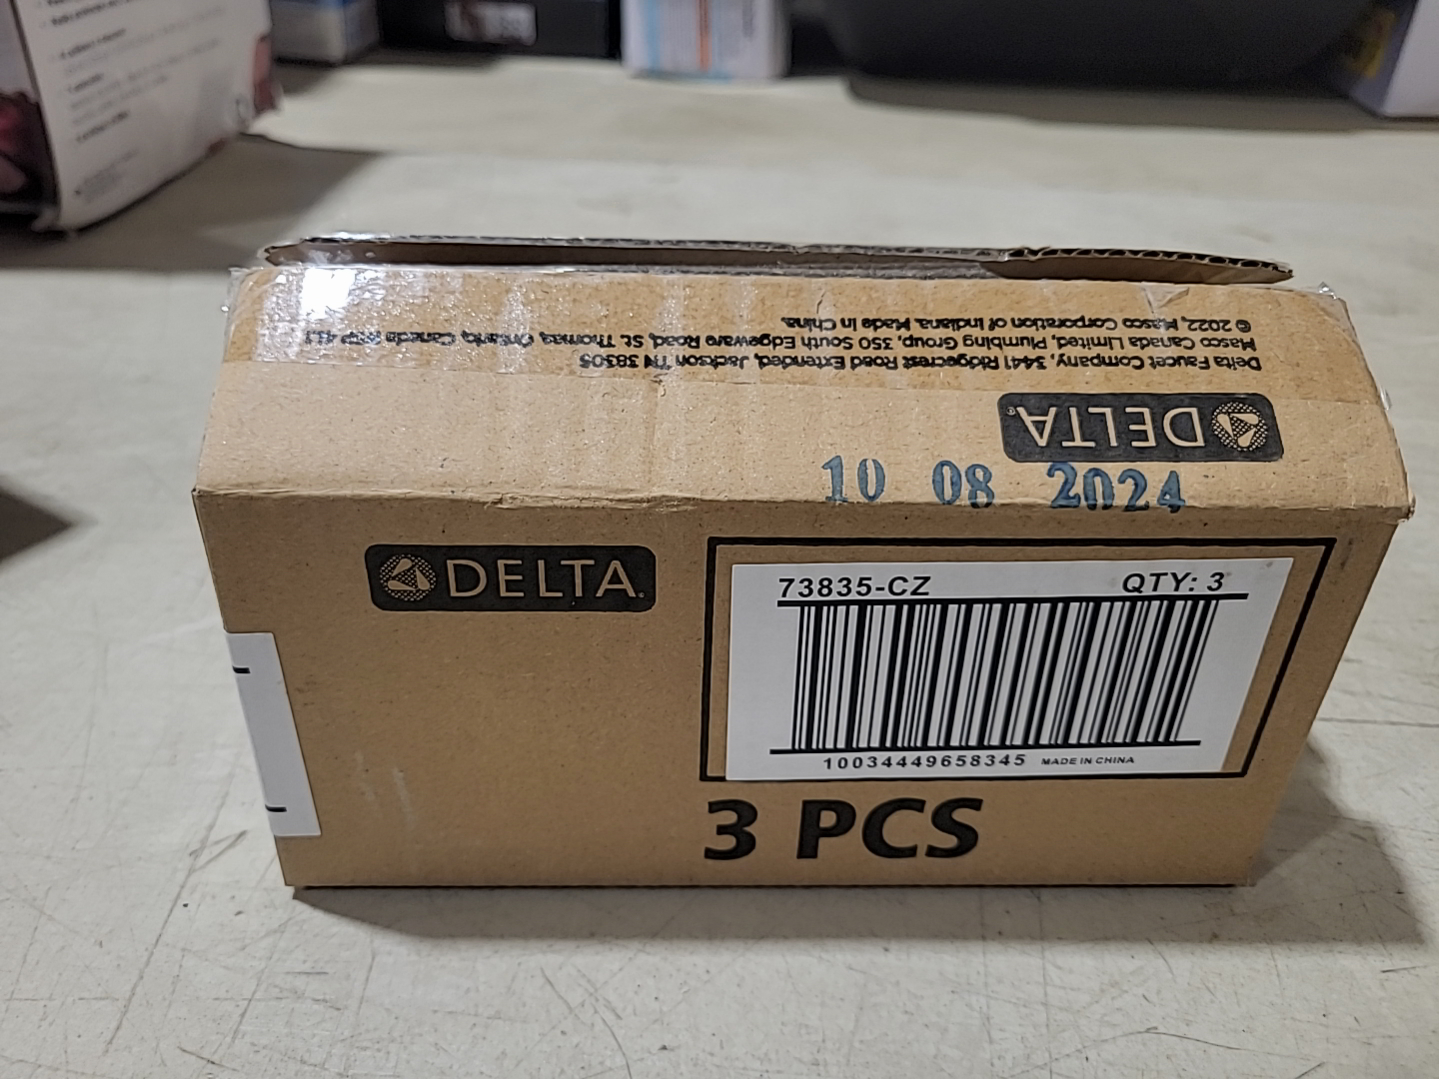 © 2022, Masco Corporation of Indiana. Made in China.
Masco Canada Limited, Plumbing Group, 350 South Edgeware Road, St. Thomas, Ontario, Canada N5P 4L1
Delta Faucet Company, 3441 Ridgecrest Road Extended, Jackson TN 38305
DELTA®
10 08 2024
DELTA.
73835-CZ QTY: 3
10034449658345 MADE IN CHINA
3 PCS